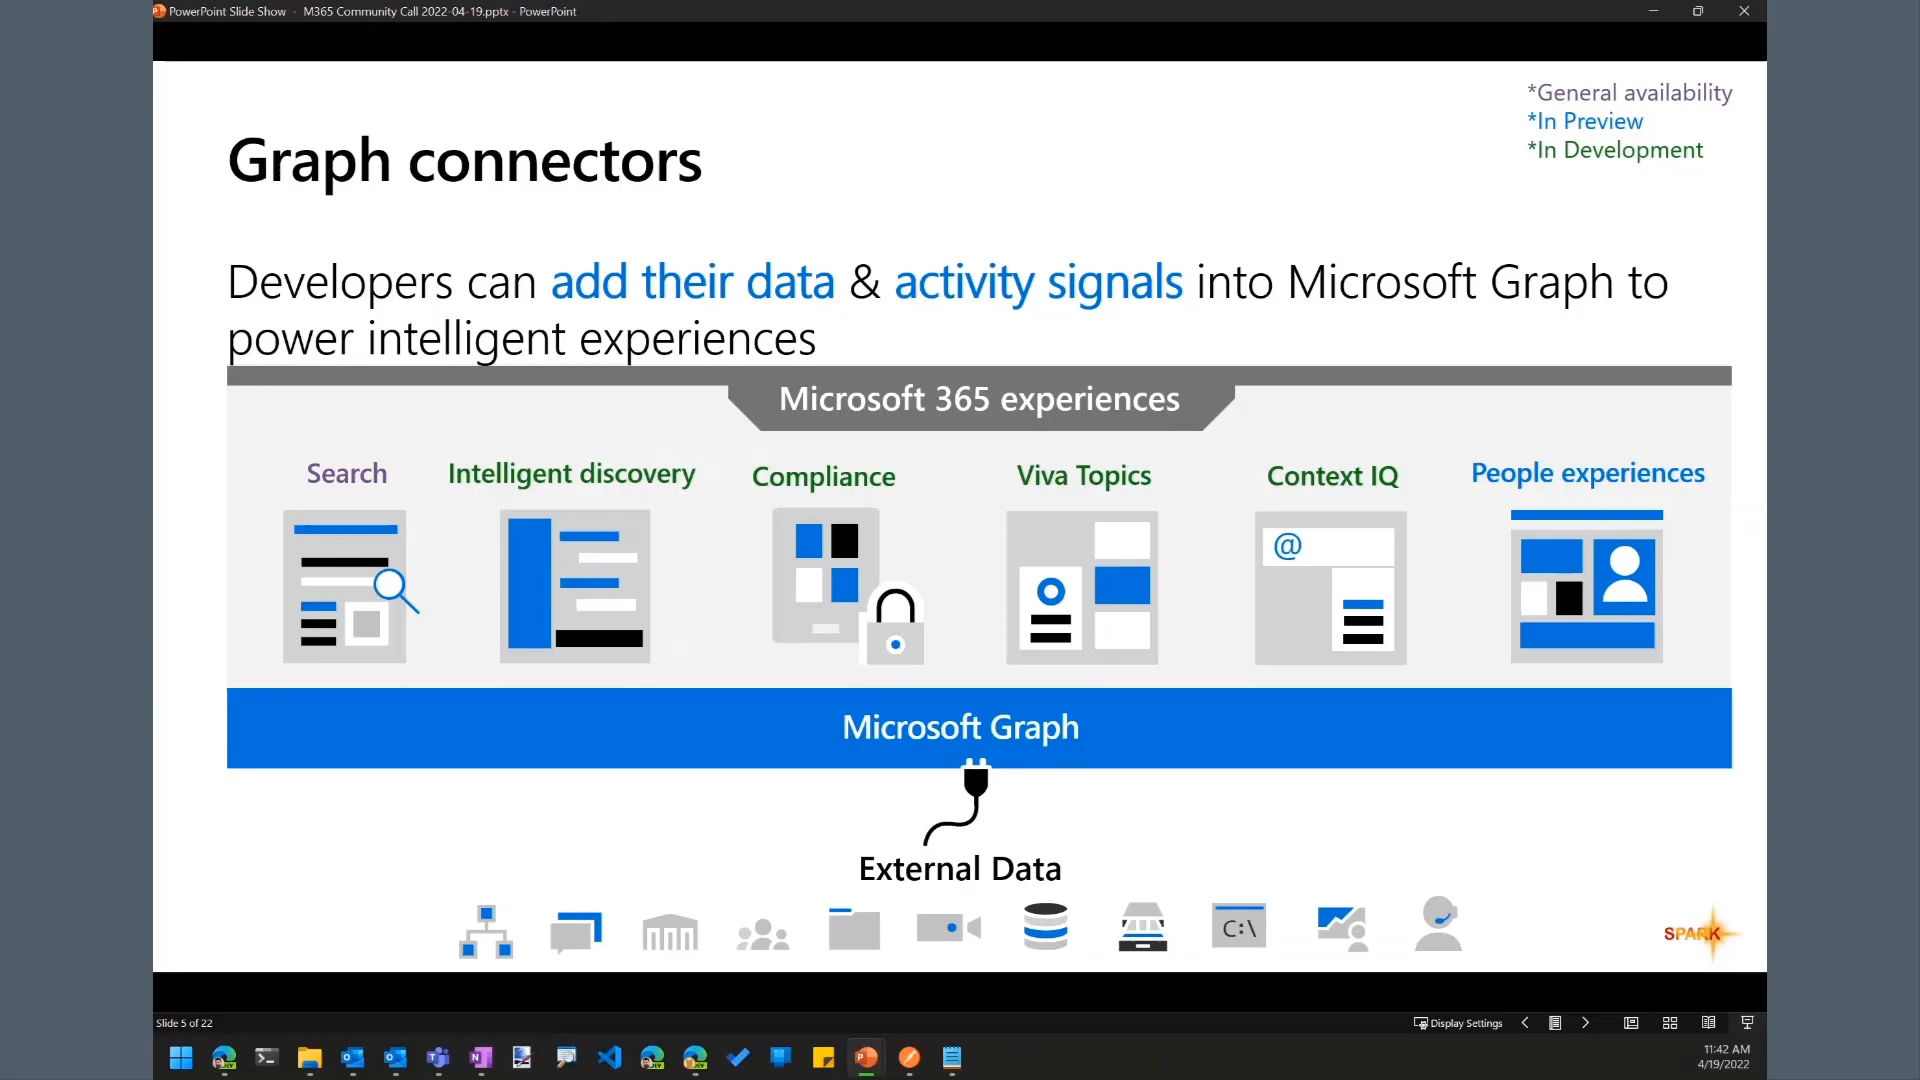 PowerPoint Slide Show - M365 Community Call 2022-04-19.pptx - PowerPoint
*General availability
*In Preview
*In Development
Graph connectors
Developers can add their data & activity signals into Microsoft Graph to
power intelligent experiences
Microsoft 365 experiences
Search
Intelligent discovery
Compliance
Viva Topics
Context IQ
People experiences
@
Microsoft Graph
External Data
C:\
SPARK
Slide 5 of 22
Display Settings
11:42 AM
4/19/2022